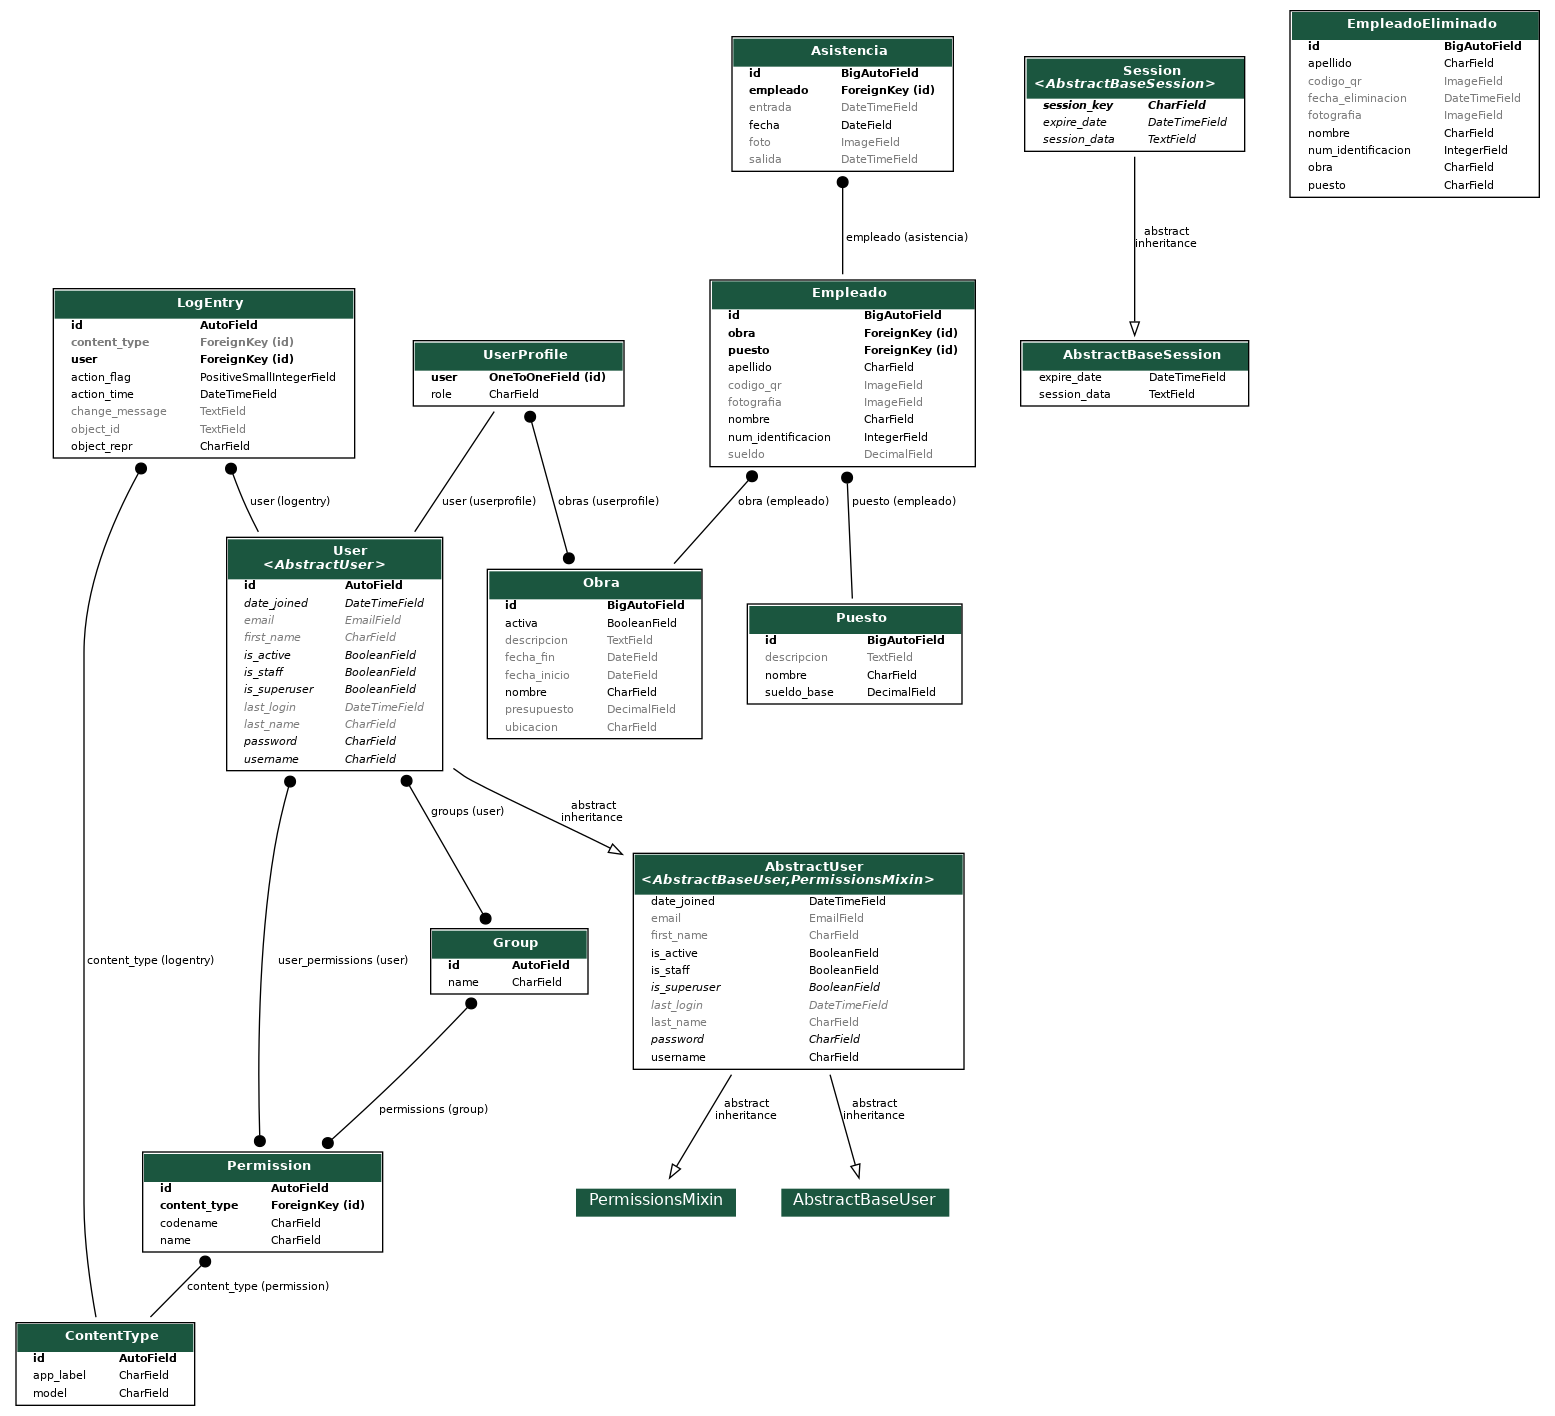 EmpleadoEliminado
id BigAutoField
apellido CharField
codigo_qr ImageField
fecha_eliminacion DateTimeField
fotografia ImageField
nombre CharField
num_identificacion IntegerField
obra CharField
puesto CharField
Asistencia
id BigAutoField
empleado ForeignKey (id)
entrada DateTimeField
fecha DateField
foto ImageField
salida DateTimeField
Session
<AbstractBaseSession>
session_key CharField
expire_date DateTimeField
session_data TextField
empleado (asistencia)
abstract
inheritance
LogEntry
id AutoField
content_type ForeignKey (id)
user ForeignKey (id)
action_flag PositiveSmallIntegerField
action_time DateTimeField
change_message TextField
object_id TextField
object_repr CharField
UserProfile
user OneToOneField (id)
role CharField
Empleado
id BigAutoField
obra ForeignKey (id)
puesto ForeignKey (id)
apellido CharField
codigo_qr ImageField
fotografia ImageField
nombre CharField
num_identificacion IntegerField
sueldo DecimalField
AbstractBaseSession
expire_date DateTimeField
session_data TextField
user (logentry)
user (userprofile)
obras (userprofile)
obra (empleado)
puesto (empleado)
User
<AbstractUser>
id AutoField
date_joined DateTimeField
email EmailField
first_name CharField
is_active BooleanField
is_staff BooleanField
is_superuser BooleanField
last_login DateTimeField
last_name CharField
password CharField
username CharField
Obra
id BigAutoField
activa BooleanField
descripcion TextField
fecha_fin DateField
fecha_inicio DateField
nombre CharField
presupuesto DecimalField
ubicacion CharField
Puesto
id BigAutoField
descripcion TextField
nombre CharField
sueldo_base DecimalField
groups (user)
abstract
inheritance
AbstractUser
<AbstractBaseUser,PermissionsMixin>
date_joined DateTimeField
email EmailField
first_name CharField
is_active BooleanField
is_staff BooleanField
is_superuser BooleanField
last_login DateTimeField
last_name CharField
password CharField
username CharField
content_type (logentry)
user_permissions (user)
Group
id AutoField
name CharField
permissions (group)
abstract
inheritance
abstract
inheritance
Permission
id AutoField
content_type ForeignKey (id)
codename CharField
name CharField
PermissionsMixin
AbstractBaseUser
content_type (permission)
ContentType
id AutoField
app_label CharField
model CharField